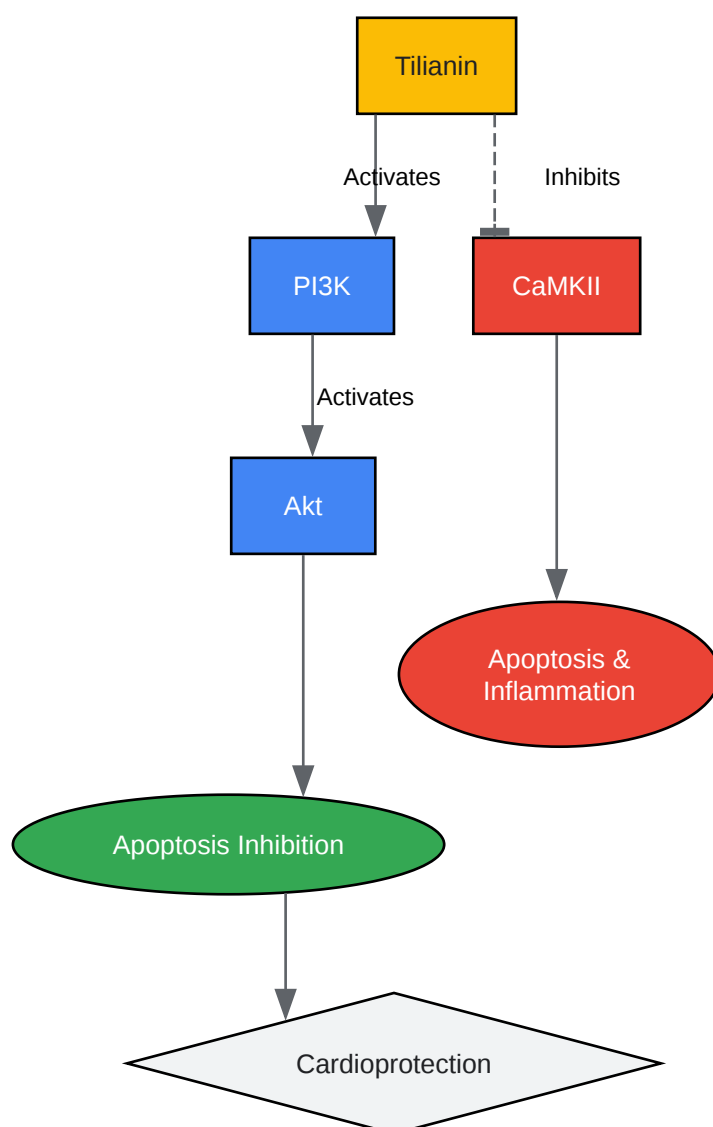 Tilianin
Activates
Inhibits
PI3K
CaMKII
Activates
Akt
Apoptosis &
Inflammation
Apoptosis Inhibition
Cardioprotection